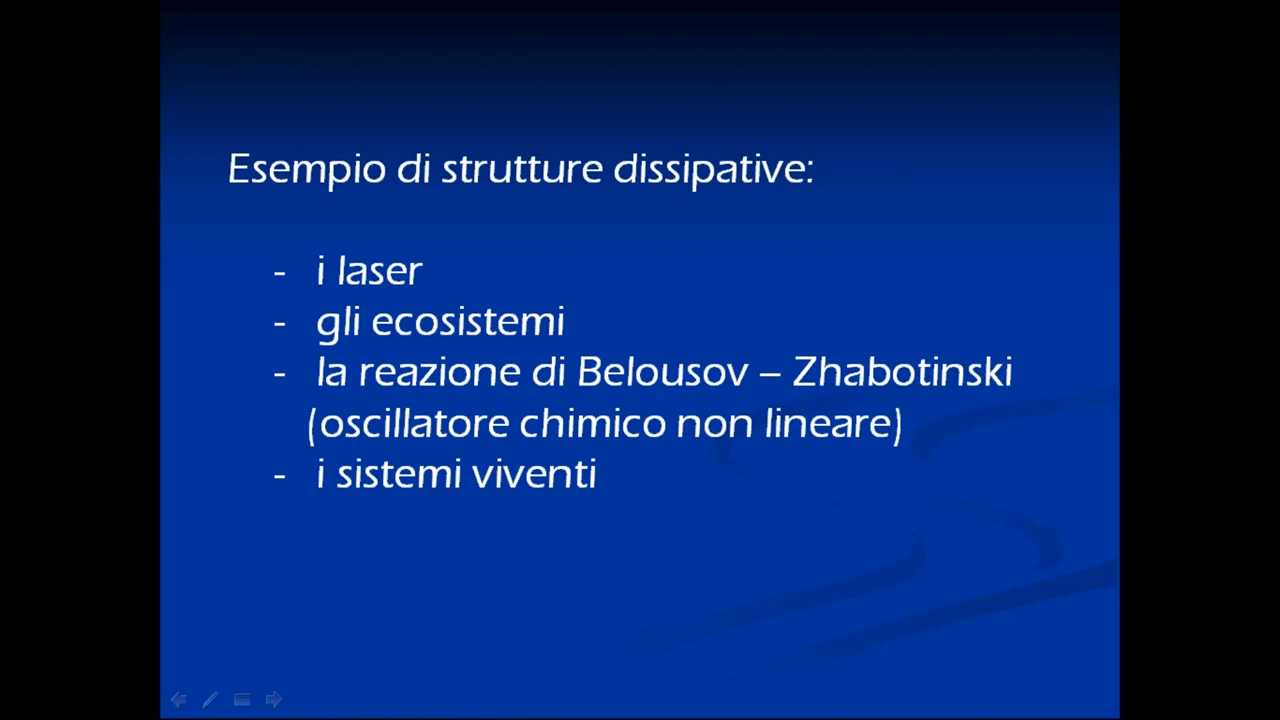 Esempio di strutture dissipative:
- i laser
- gli ecosistemi
- la reazione di Belousov – Zhabotinski
(oscillatore chimico non lineare)
- i sistemi viventi